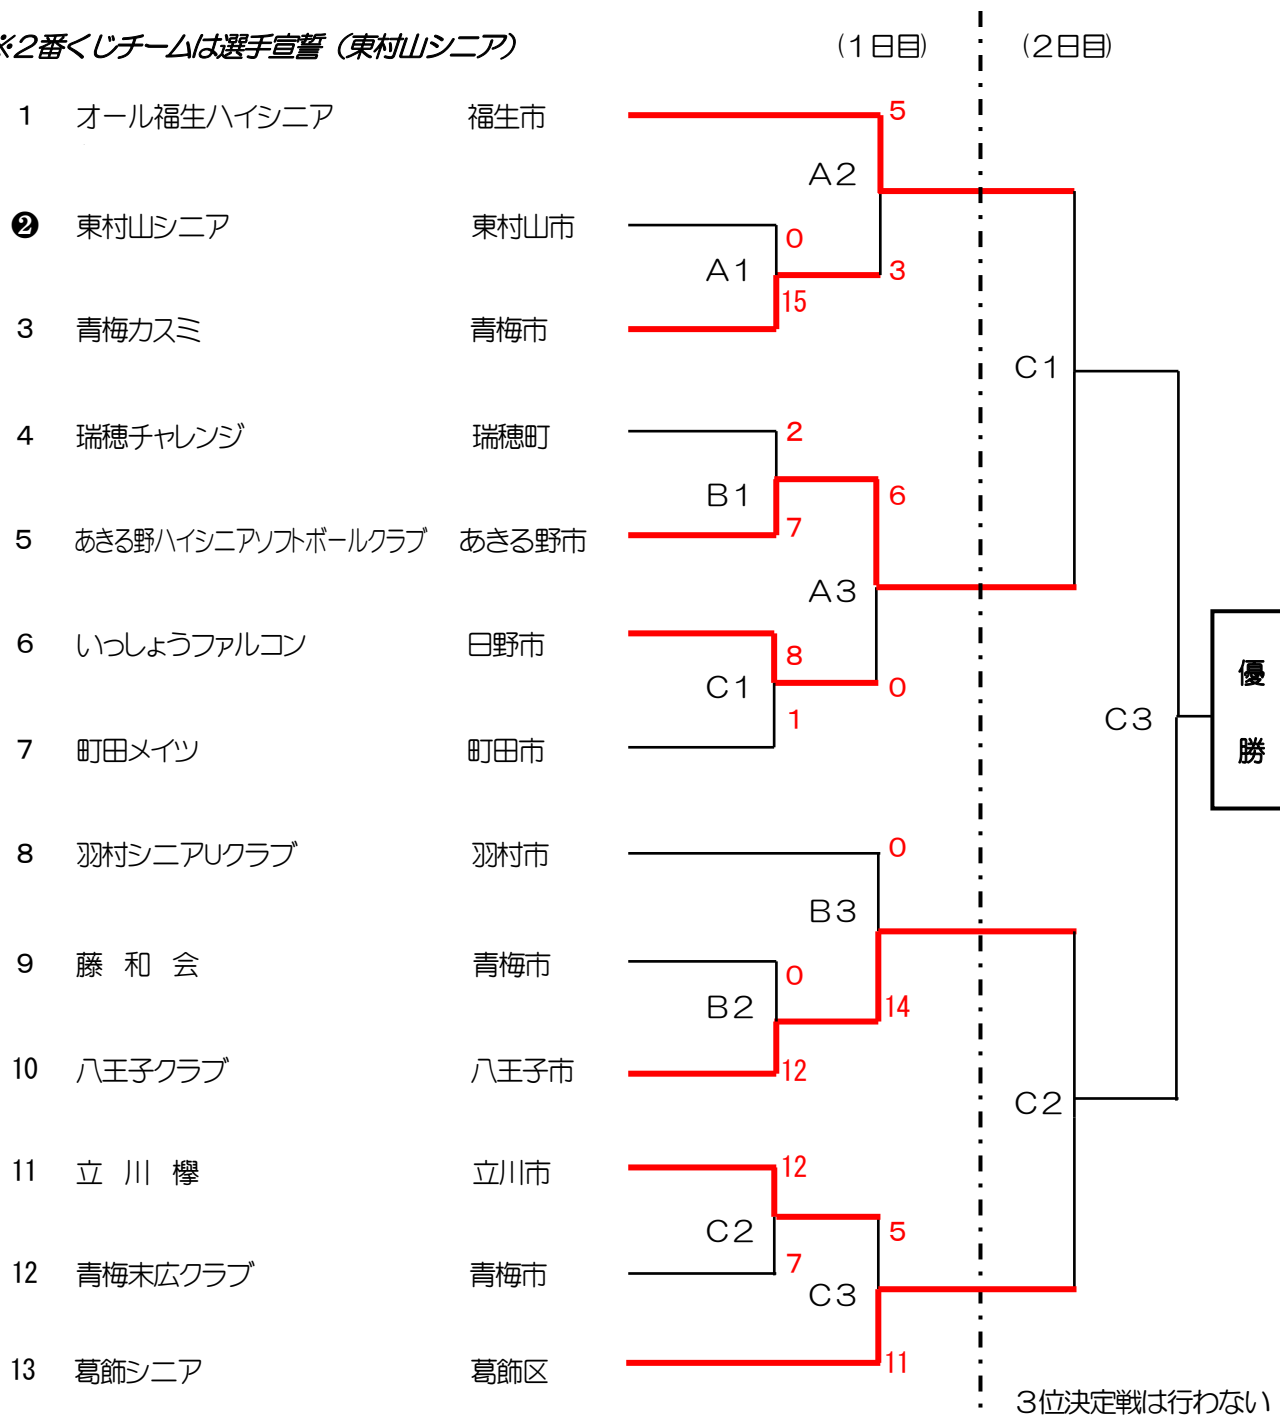 ※2番くじチームは選手宣誓（東村山シニア）
（1日目）
（2日目）
1 オール福生ハイシニア 福生市
5
A2
❷ 東村山シニア 東村山市
0
A1
3
15
3 青梅カスミ 青梅市
C1
4 瑞穂チャレンジ 瑞穂町
2
B1
6
7
5 あきる野ハイシニアソフトボールクラブ あきる野市
A3
6 いっしょうファルコン 日野市
8
C1
0
1
優
勝
C3
7 町田メイツ 町田市
8 羽村シニアUクラブ 羽村市
0
B3
9 藤 和 会 青梅市
0
B2
14
10 八王子クラブ 八王子市
12
C2
11 立 川 欅 立川市
12
C2
5
7
12 青梅末広クラブ 青梅市
C3
13 葛飾シニア 葛飾区
11
3位決定戦は行わない